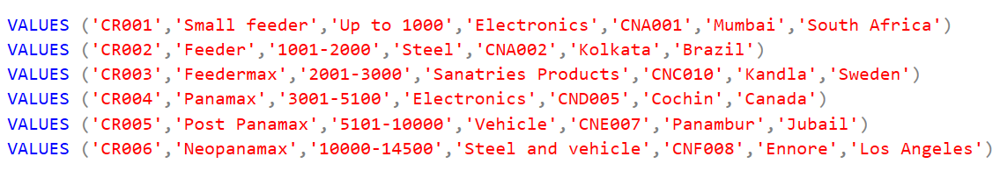 VALUES ('CR001','Small feeder','Up to 1000','Electronics','CNA001','Mumbai','South Africa')
VALUES ('CR002','Feeder','1001-2000','Steel','CNA002','Kolkata','Brazil')
VALUES ('CR003','Feedermax','2001-3000','Sanatries Products','CNC010','Kandla','Sweden')
VALUES ('CR004','Panamax','3001-5100','Electronics','CND005','Cochin','Canada')
VALUES ('CR005','Post Panamax','5101-10000','Vehicle','CNE007','Panambur','Jubail')
VALUES ('CR006','Neopanamax','10000-14500','Steel and vehicle','CNF008','Ennore','Los Angeles')